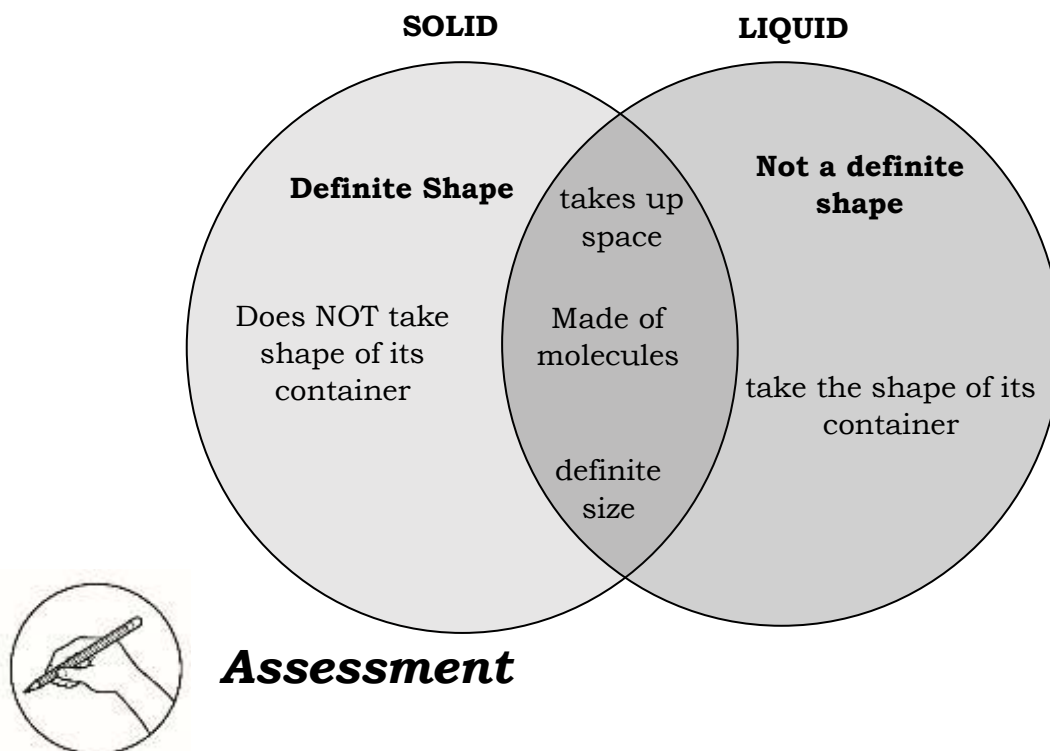 SOLID
LIQUID
Definite Shape
Does NOT take
shape of its
container
takes up
space
Made of
molecules
definite
size
Not a definite
shape
take the shape of its
container
Assessment